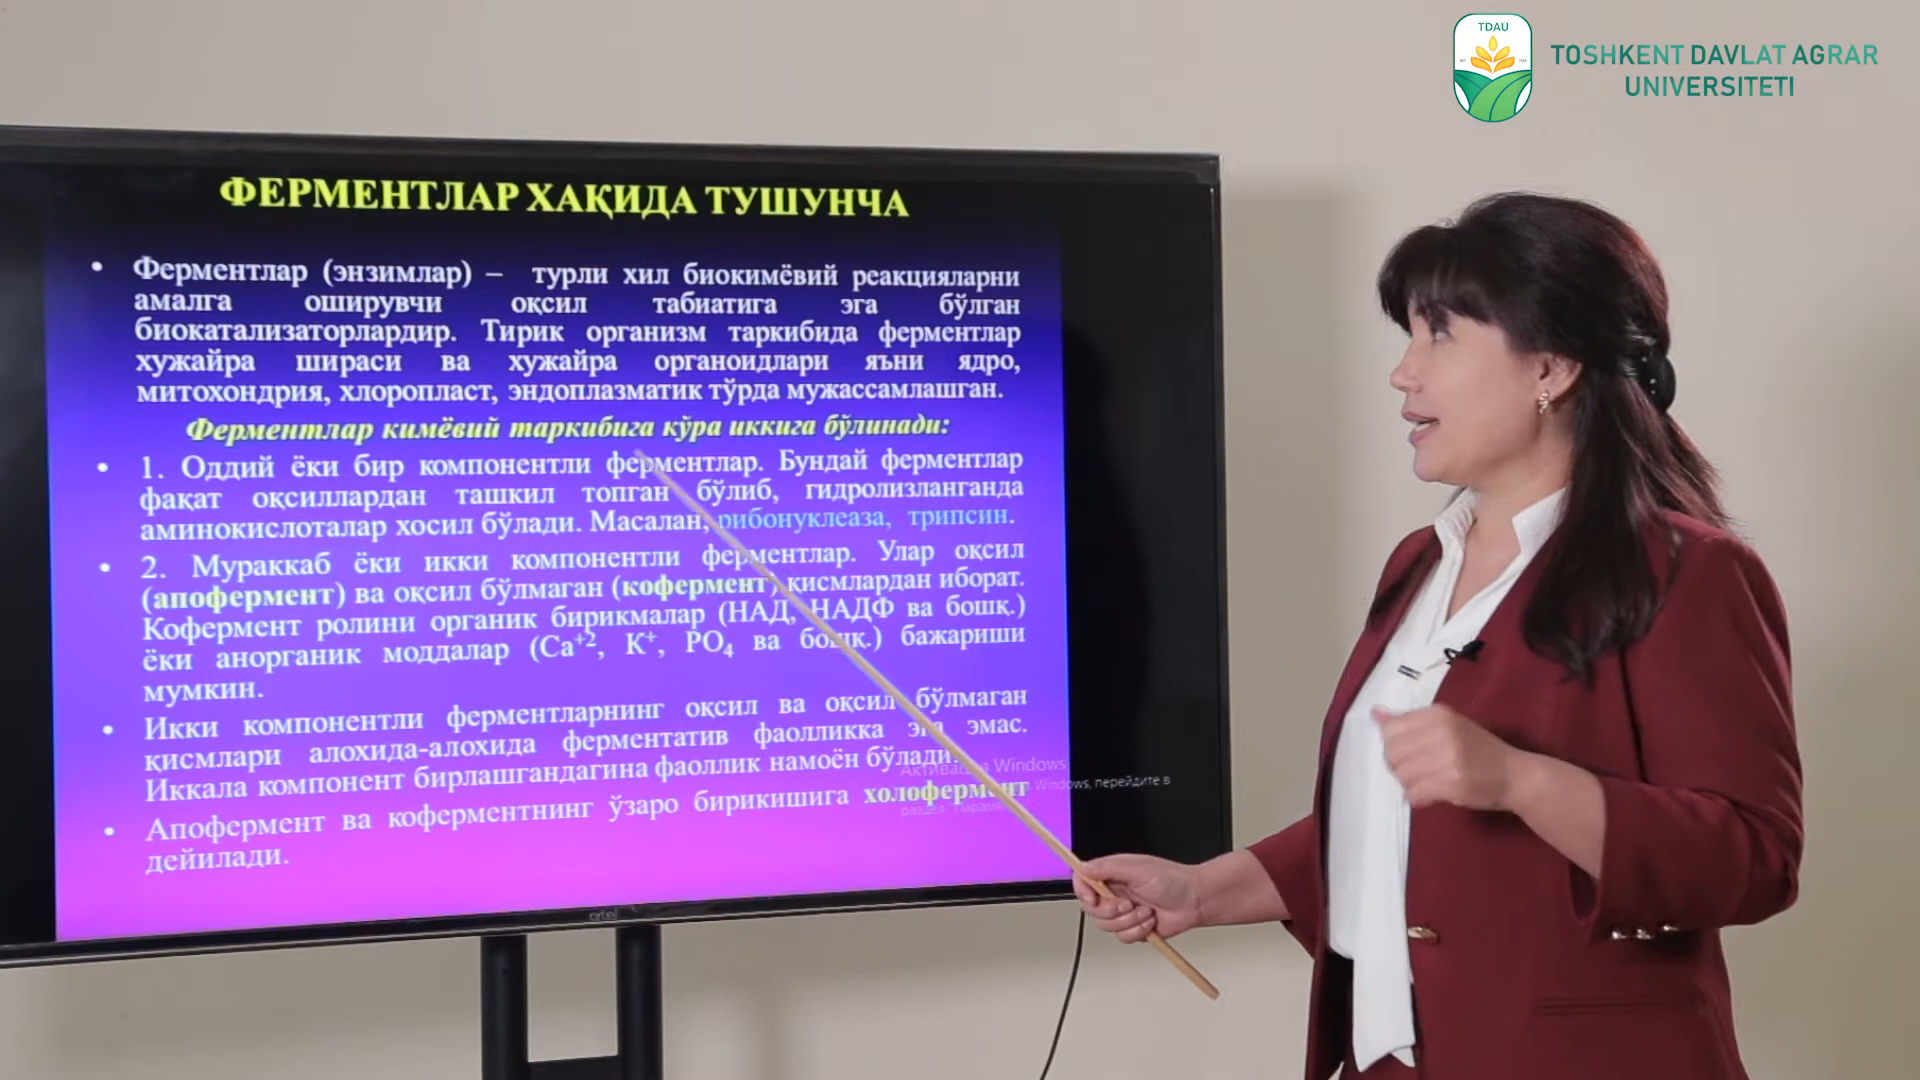 TDAU
TOSHKENT DAVLAT AGRAR
UNIVERSITETI
ФЕРМЕНТЛАР ХАҚИДА ТУШУНЧА
• Ферментлар (энзимлар) – турли хил биокимёвий реакцияларни
амалга оширувчи оқсил табиатига эга бўлган
биокатализаторлардир. Тирик организм таркибида ферментлар
хужайра шираси ва хужайра органоидлари яъни ядро,
митохондрия, хлоропласт, эндоплазматик тўрда мужассамлашган.
Ферментлар кимёвий таркибига кўра иккига бўлинади:
• 1. Оддий ёки бир компонентли ферментлар. Бундай ферментлар
фақат оқсиллардан ташкил топган бўлиб, гидролизланганда
аминокислоталар хосил бўлади. Масалан, рибонуклеаза, трипсин.
• 2. Мураккаб ёки икки компонентли ферментлар. Улар оқсил
(апофермент) ва оқсил бўлмаган (кофермент) қисмлардан иборат.
Кофермент ролини органик бирикмалар (НАД, НАДФ ва бошқ.)
ёки анорганик моддалар (Ca+2, K+, PO4 ва бошқ.) бажариши
мумкин.
• Икки компонентли ферментларнинг оқсил ва оқсил бўлмаган
қисмлари алохида-алохида ферментатив фаолликка эга эмас.
Иккала компонент бирлашгандагина фаоллик намоён бўлади.
• Апофермент ва коферментнинг ўзаро бирикишига холофермент
дейилади.
Windows
Windows, перейдите в
раздел
artel